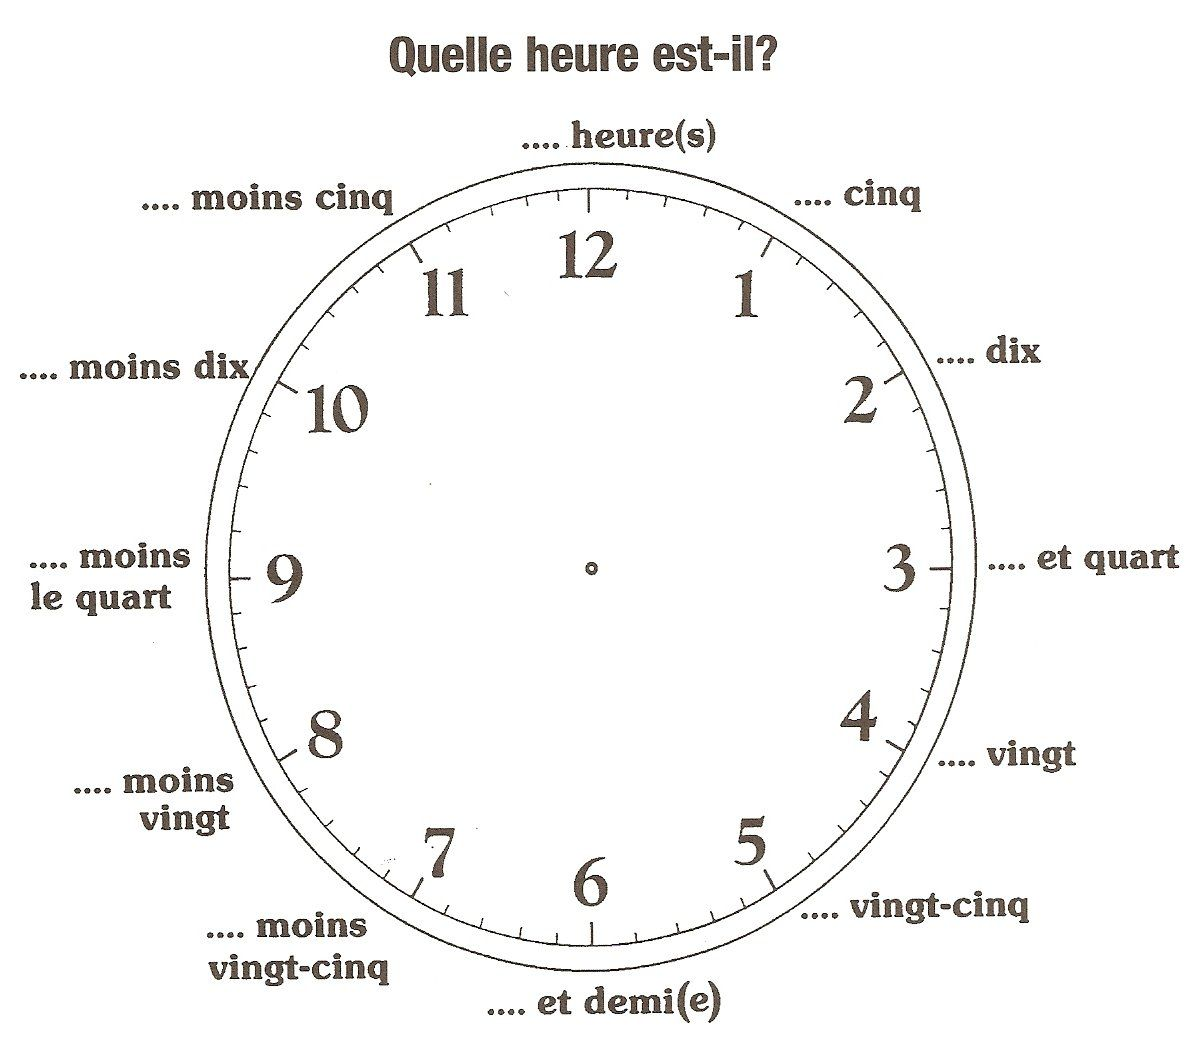 Quelle heure est-il?
.... heure(s)
.... moins cinq
.... cinq
12
11
1
.... moins dix
.... dix
10
2
.... moins
le quart
9
3
.... et quart
8
4
.... moins
vingt
.... vingt
7
5
6
.... moins
vingt-cinq
.... vingt-cinq
.... et demi(e)